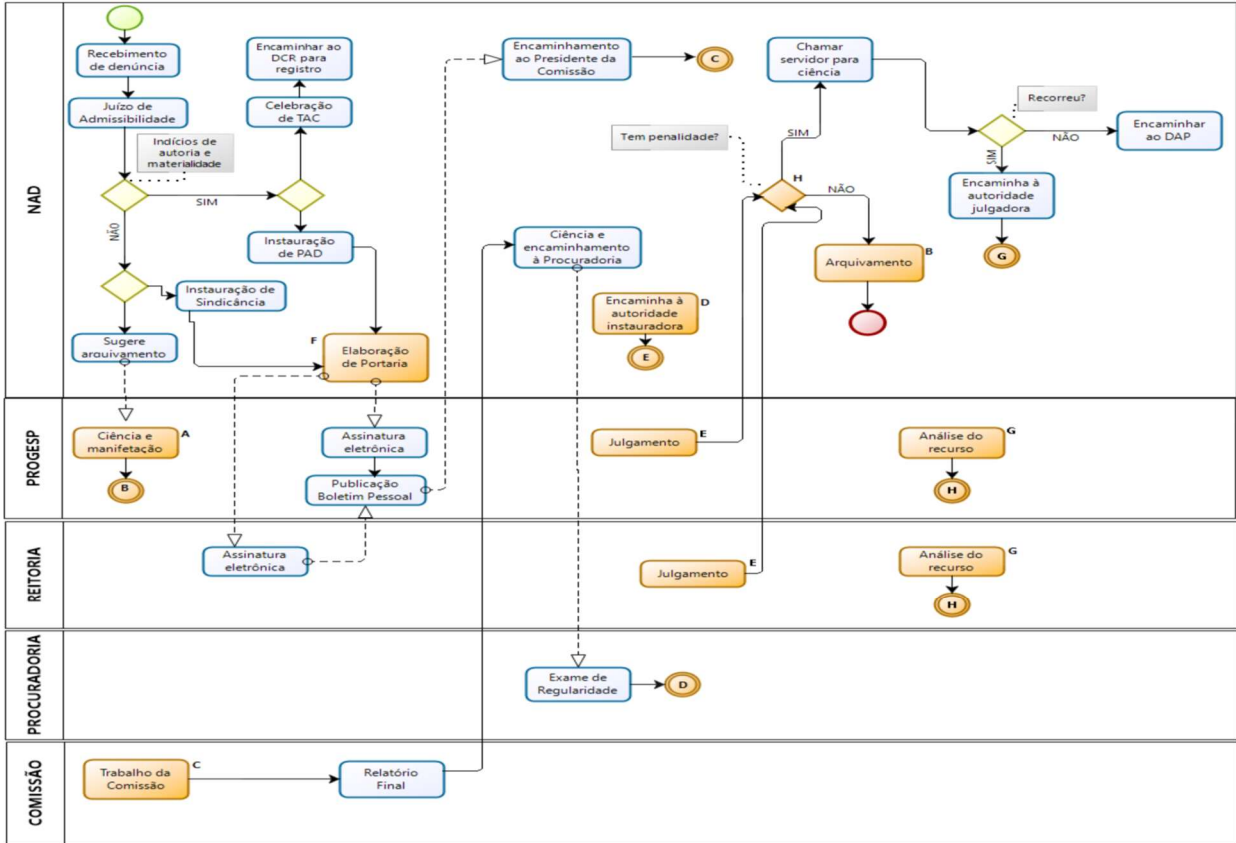 NAD
Recebimento
de denúncia
Juízo de
Admissibilidade
Indícios de
autoria e
materialidade
SIM
NÃO
Encaminhar ao
DCR para
registro
Celebração
de TAC
Instauração
de PAD
Instauração de
Sindicância
Sugere
arquivamento
F
Elaboração
de Portaria
Encaminhamento
ao Presidente da
Comissão
C
Ciência e
encaminhamento
à Procuradoria
Encaminha à
autoridade
instauradora
D
E
Tem penalidade?
H
SIM
NÃO
Chamar
servidor para
ciência
Arquivamento
B
Recorreu?
NÃO
SIM
Encaminhar
ao DAP
Encaminha à
autoridade
julgadora
G
PROGESP
Ciência e
manifetação
A
B
Assinatura
eletrônica
Publicação
Boletim Pessoal
Julgamento
E
Análise do
recurso
G
H
REITORIA
Assinatura
eletrônica
Julgamento
E
Análise do
recurso
G
H
PROCURADORIA
Exame de
Regularidade
D
COMISSÃO
Trabalho da
Comissão
C
Relatório
Final